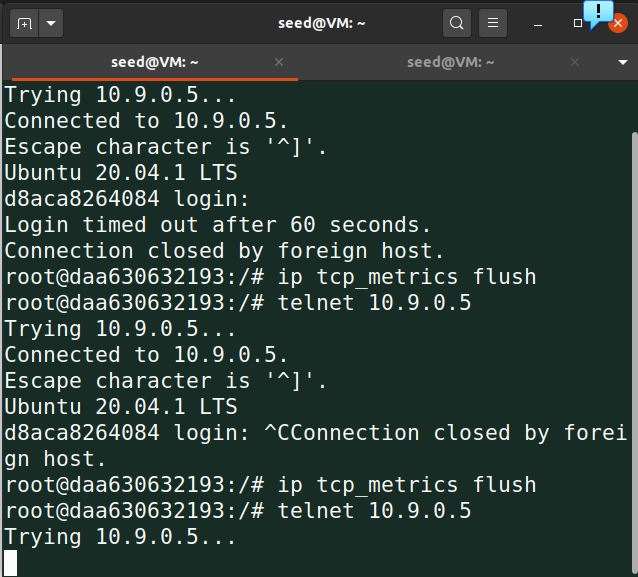 seed@VM: ~
seed@VM: ~
seed@VM: ~
Trying 10.9.0.5...
Connected to 10.9.0.5.
Escape character is '^]'.
Ubuntu 20.04.1 LTS
d8aca8264084 login:
Login timed out after 60 seconds.
Connection closed by foreign host.
root@daa630632193:/# ip tcp_metrics flush
root@daa630632193:/# telnet 10.9.0.5
Trying 10.9.0.5...
Connected to 10.9.0.5.
Escape character is '^]'.
Ubuntu 20.04.1 LTS
d8aca8264084 login: ^CConnection closed by forei
gn host.
root@daa630632193:/# ip tcp_metrics flush
root@daa630632193:/# telnet 10.9.0.5
Trying 10.9.0.5...